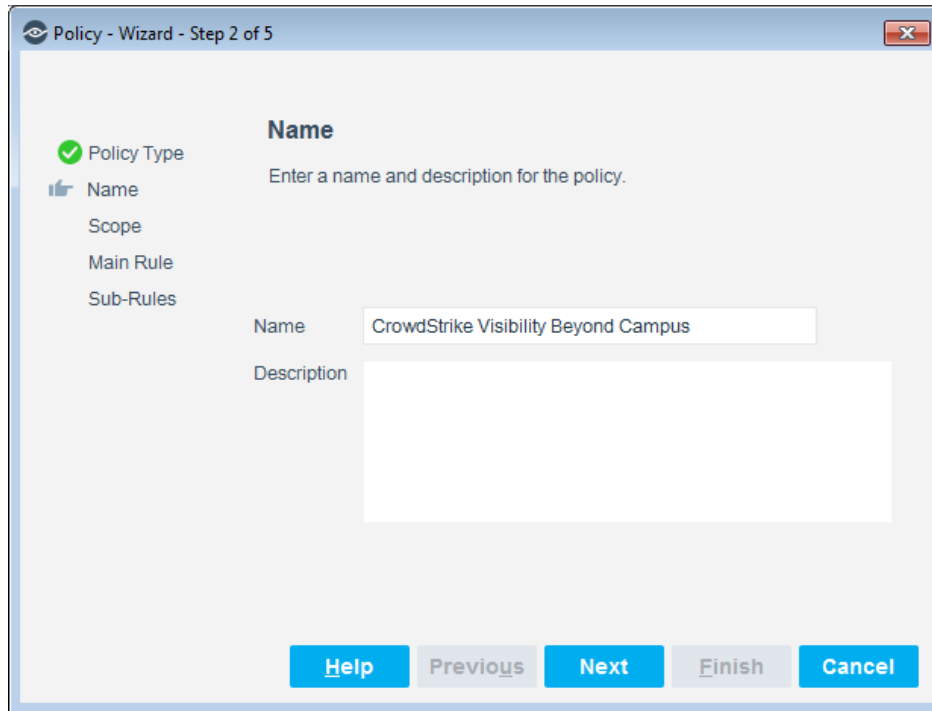 Policy - Wizard - Step 2 of 5
Policy Type
Name
Scope
Main Rule
Sub-Rules
Name
Enter a name and description for the policy.
Name CrowdStrike Visibility Beyond Campus
Description
Help Previous Next Finish Cancel